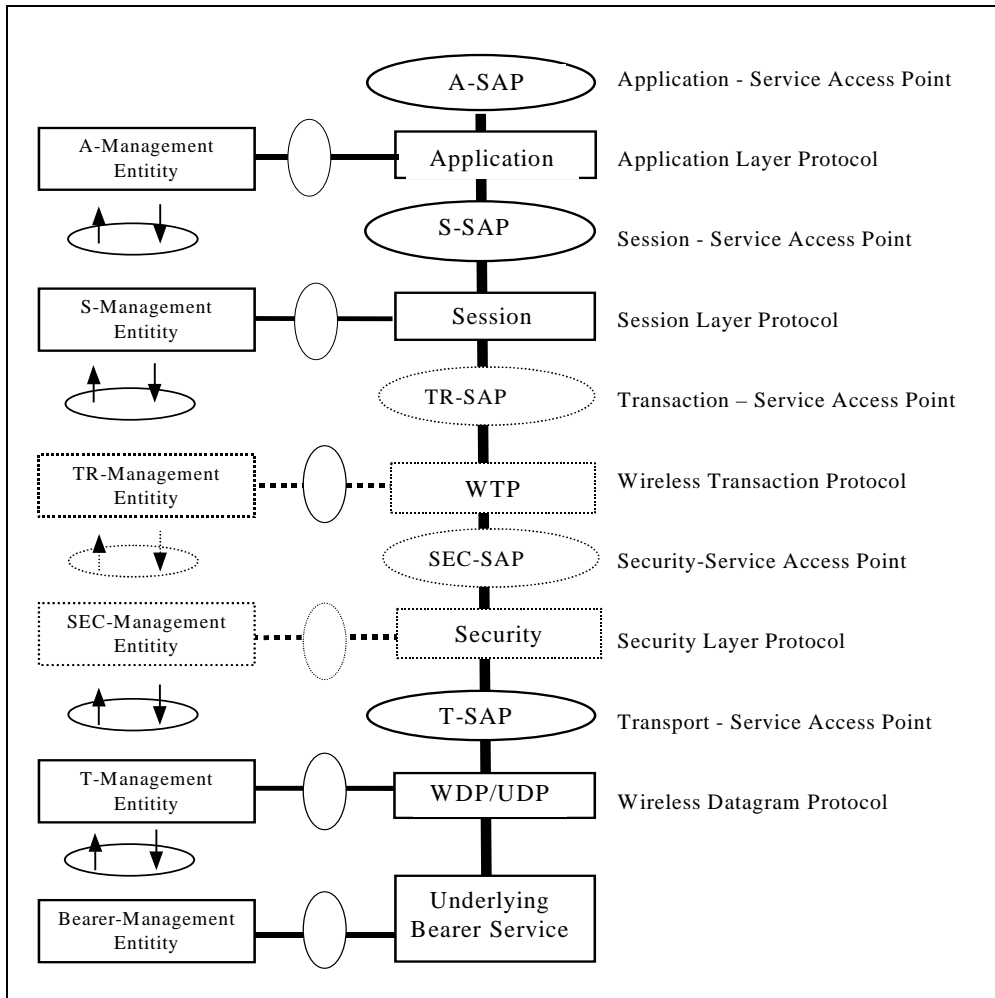 A-SAP
Application - Service Access Point
A-Management
Entitity
Application
Application Layer Protocol
S-SAP
Session - Service Access Point
S-Management
Entitity
Session
Session Layer Protocol
TR-SAP
Transaction – Service Access Point
TR-Management
Entitity
WTP
Wireless Transaction Protocol
SEC-SAP
Security-Service Access Point
SEC-Management
Entitity
Security
Security Layer Protocol
T-SAP
Transport - Service Access Point
T-Management
Entitity
WDP/UDP
Wireless Datagram Protocol
Underlying
Bearer Service
Bearer-Management
Entitity